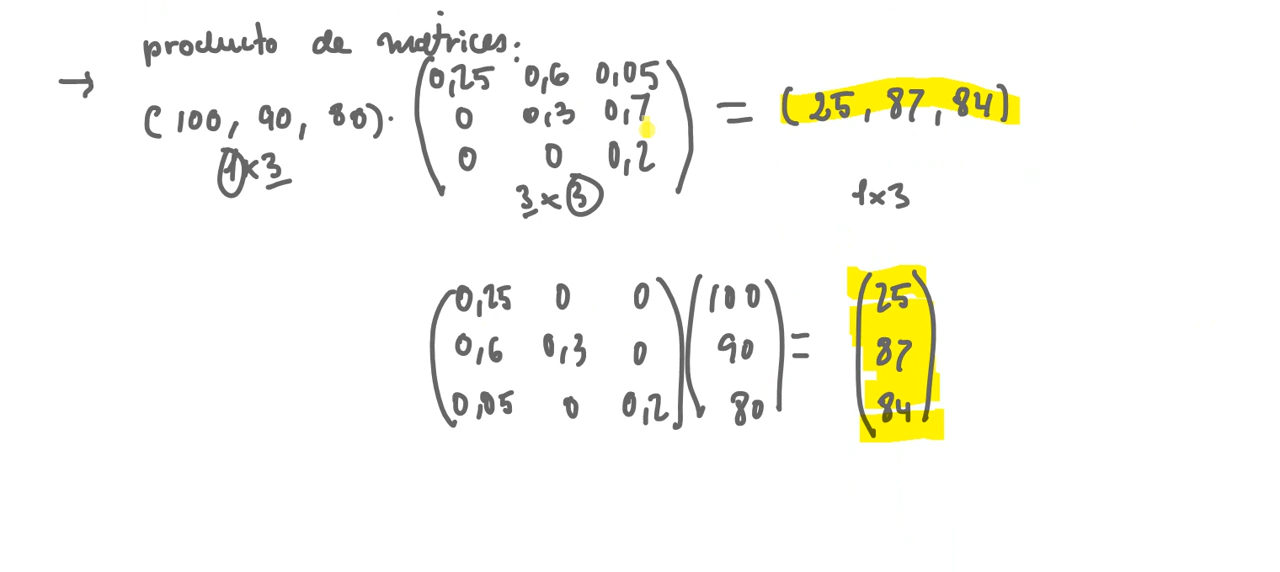 producto de matrices.
→
(100, 90, 80) · (0,25 0,6 0,05
0 0,3 0,7
0 0 0,2) = (25, 87, 84)
1x3 3x3 1x3
(0,25 0 0
0,6 0,3 0
0,05 0 0,2) (100
90
80) = (25
87
84)